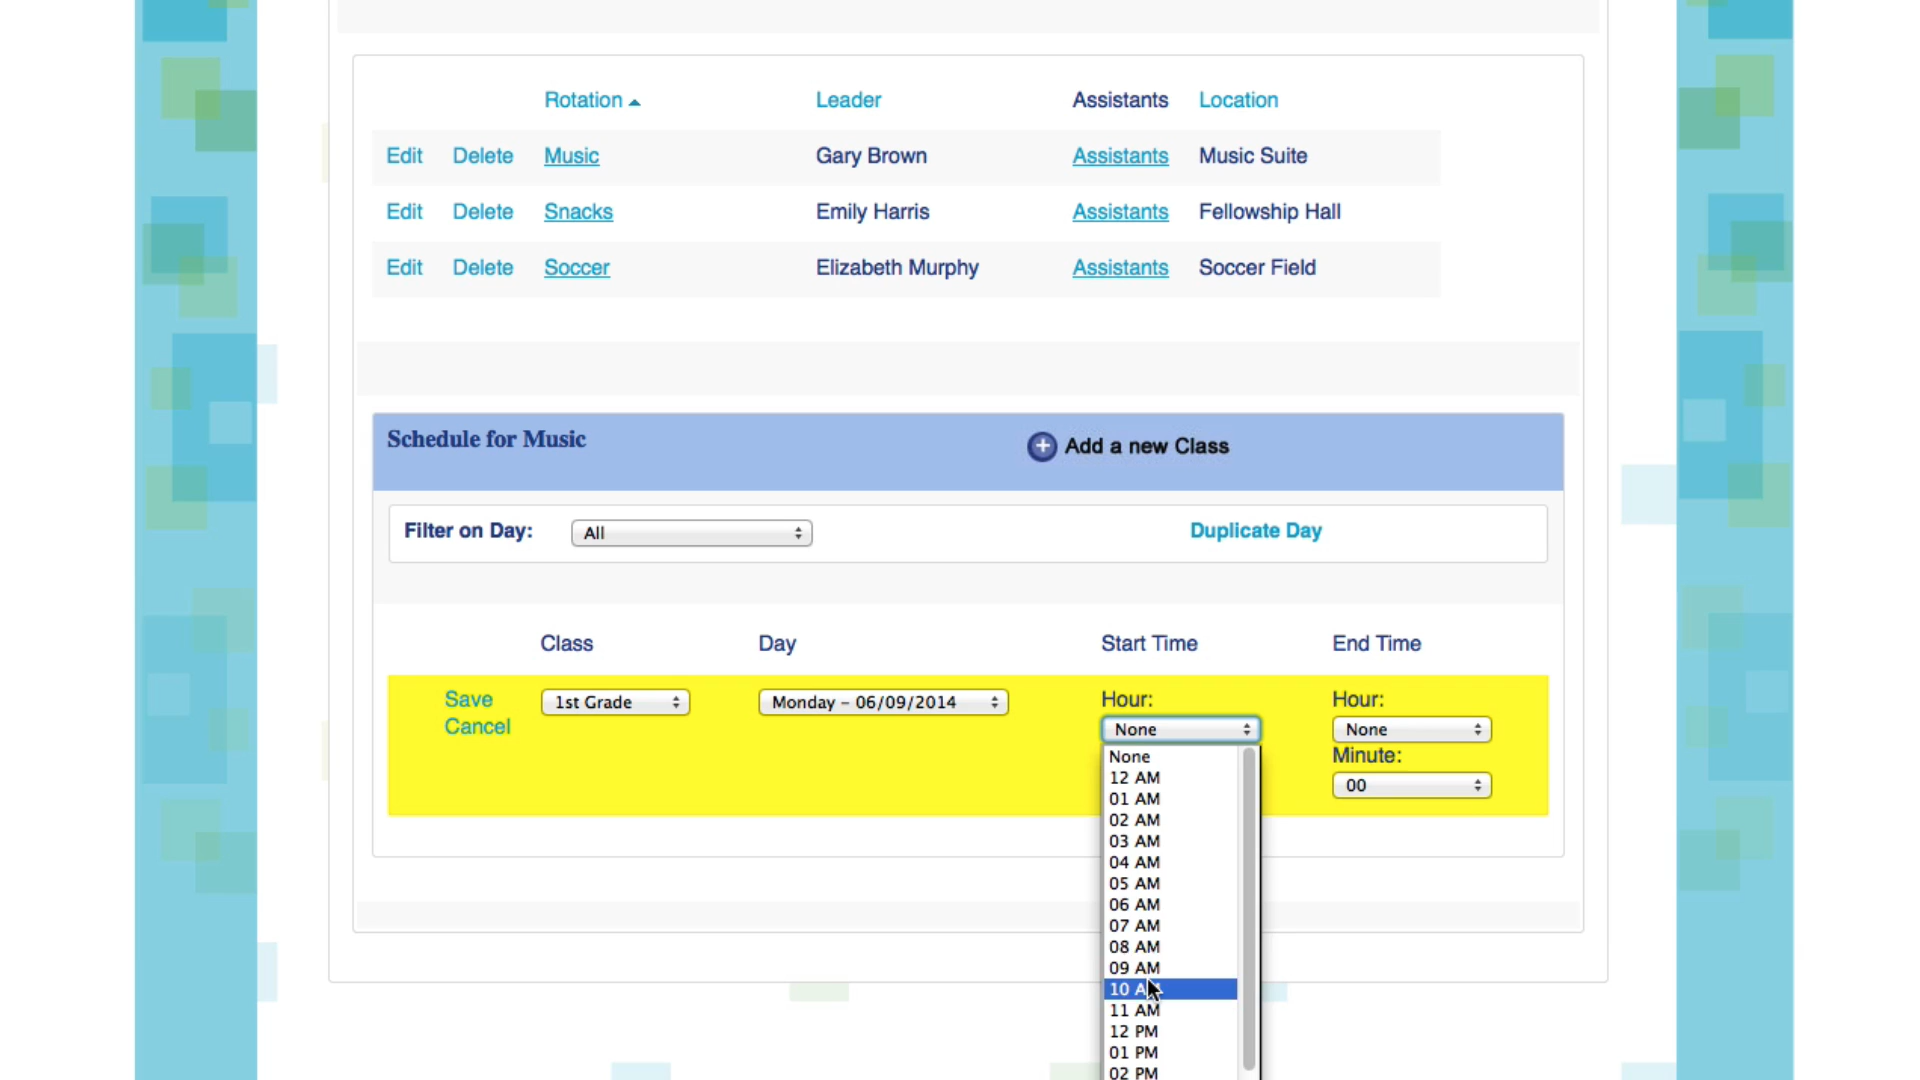 Rotation Leader Assistants Location
Edit Delete Music Gary Brown Assistants Music Suite
Edit Delete Snacks Emily Harris Assistants Fellowship Hall
Edit Delete Soccer Elizabeth Murphy Assistants Soccer Field
Schedule for Music Add a new Class
Filter on Day: All Duplicate Day
Class Day Start Time End Time
Save 1st Grade Monday - 06/09/2014 Hour: Hour:
Cancel None None
Minute:
00
None
12 AM
01 AM
02 AM
03 AM
04 AM
05 AM
06 AM
07 AM
08 AM
09 AM
10 AM
11 AM
12 PM
01 PM
02 PM